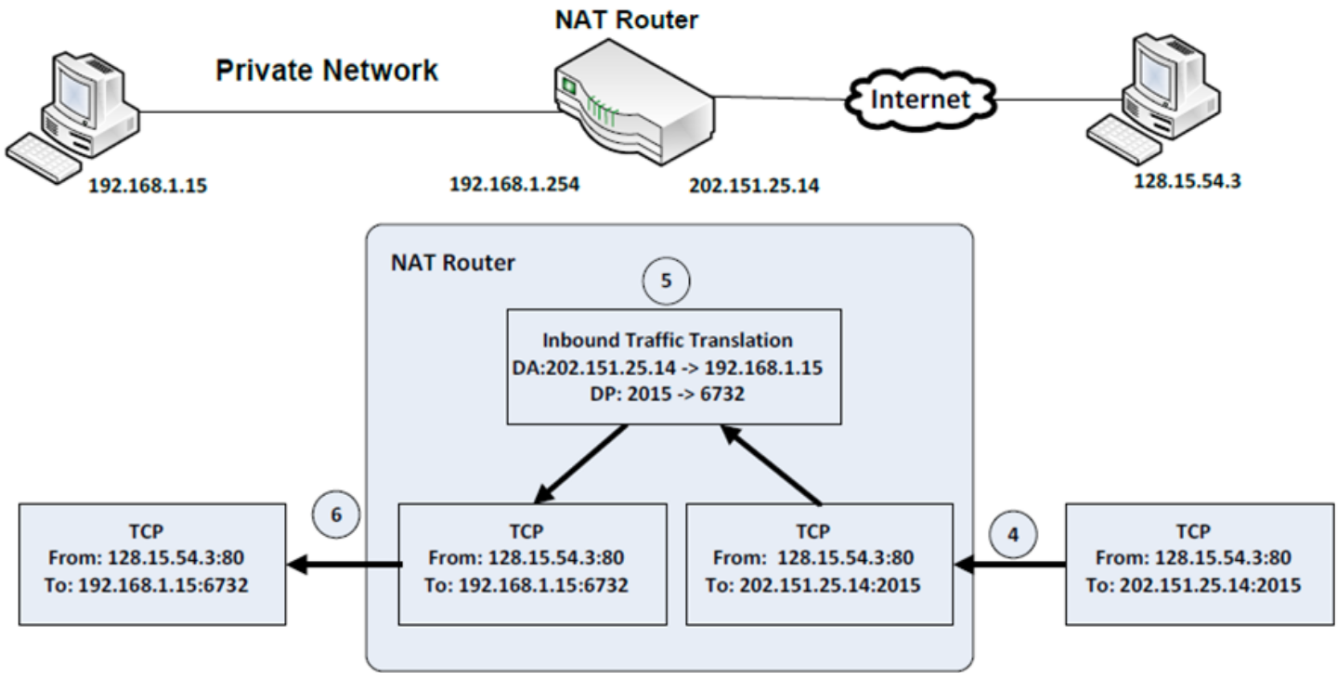 NAT Router
Private Network
Internet
192.168.1.15
192.168.1.254
202.151.25.14
128.15.54.3
NAT Router
5
Inbound Traffic Translation
DA:202.151.25.14 -> 192.168.1.15
DP: 2015 -> 6732
TCP
From: 128.15.54.3:80
To: 192.168.1.15:6732
6
TCP
From: 128.15.54.3:80
To: 192.168.1.15:6732
TCP
From: 128.15.54.3:80
To: 202.151.25.14:2015
4
TCP
From: 128.15.54.3:80
To: 202.151.25.14:2015